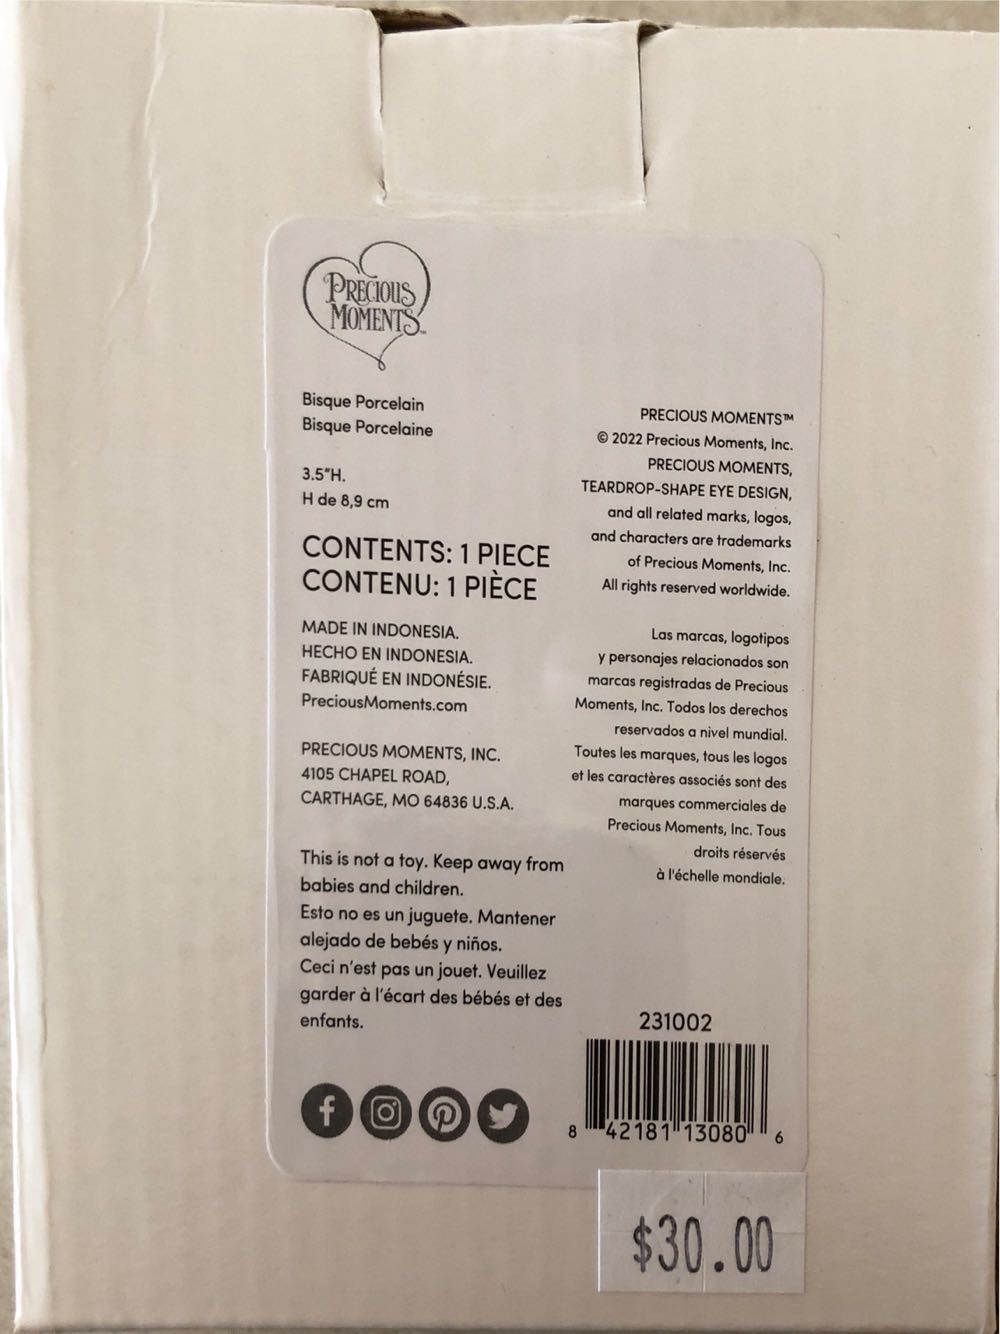 PRECIOUS
MOMENTS™
Bisque Porcelain
Bisque Porcelaine
3.5"H.
H de 8,9 cm
CONTENTS: 1 PIECE
CONTENU: 1 PIÈCE
MADE IN INDONESIA.
HECHO EN INDONESIA.
FABRIQUÉ EN INDONÉSIE.
PreciousMoments.com
PRECIOUS MOMENTS, INC.
4105 CHAPEL ROAD,
CARTHAGE, MO 64836 U.S.A.
This is not a toy. Keep away from
babies and children.
Esto no es un juguete. Mantener
alejado de bebés y niños.
Ceci n'est pas un jouet. Veuillez
garder à l'écart des bébés et des
enfants.
PRECIOUS MOMENTS™
© 2022 Precious Moments, Inc.
PRECIOUS MOMENTS,
TEARDROP-SHAPE EYE DESIGN,
and all related marks, logos,
and characters are trademarks
of Precious Moments, Inc.
All rights reserved worldwide.
Las marcas, logotipos
y personajes relacionados son
marcas registradas de Precious
Moments, Inc. Todos los derechos
reservados a nivel mundial.
Toutes les marques, tous les logos
et les caractères associés sont des
marques commerciales de
Precious Moments, Inc. Tous
droits réservés
à l'échelle mondiale.
231002
8 42181 13080 6
$30.00